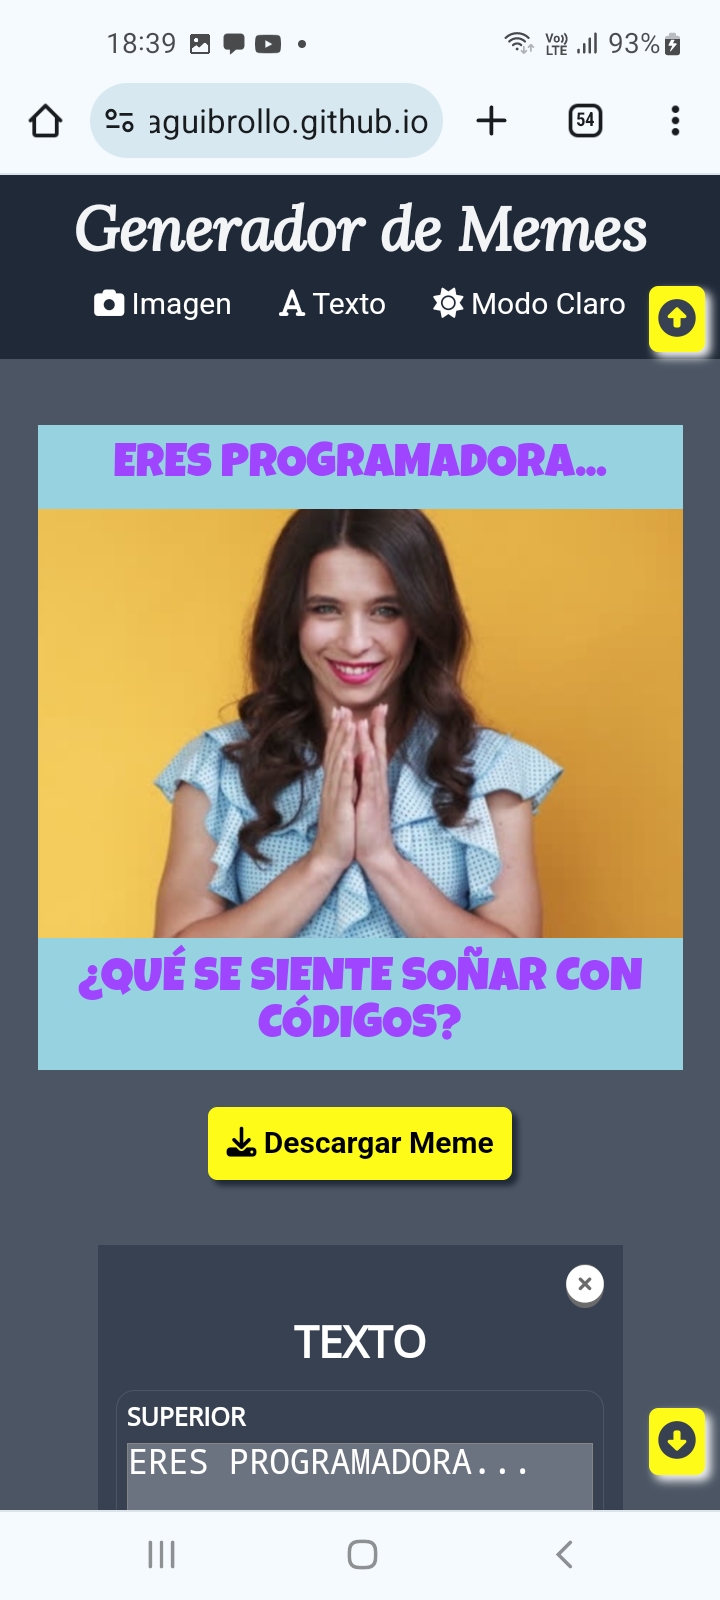 18:39
Vo)) LTE
93%
aguibrollo.github.io
54
Generador de Memes
Imagen
Texto
Modo Claro
ERES PROGRAMADORA...
¿QUÉ SE SIENTE SOÑAR CON
CÓDIGOS?
Descargar Meme
TEXTO
SUPERIOR
ERES PROGRAMADORA...